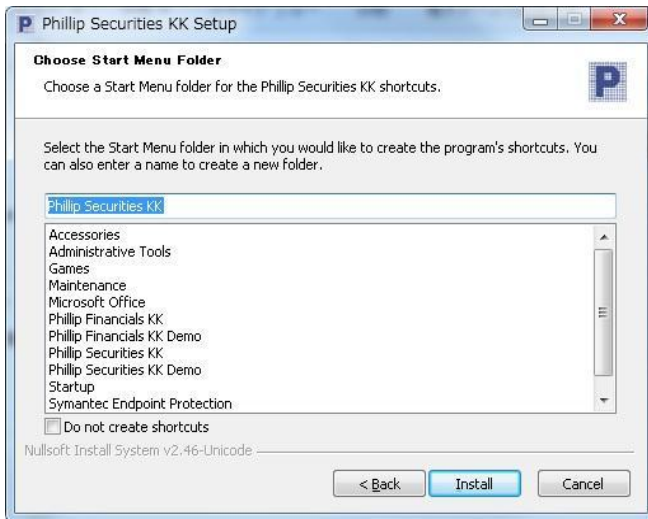 Phillip Securities KK Setup
Choose Start Menu Folder
Choose a Start Menu folder for the Phillip Securities KK shortcuts.
P
Select the Start Menu folder in which you would like to create the program's shortcuts. You
can also enter a name to create a new folder.
Phillip Securities KK
Accessories
Administrative Tools
Games
Maintenance
Microsoft Office
Phillip Financials KK
Phillip Financials KK Demo
Phillip Securities KK
Phillip Securities KK Demo
Startup
Symantec Endpoint Protection
Do not create shortcuts
Nullsoft Install System v2.46-Unicode
< Back
Install
Cancel